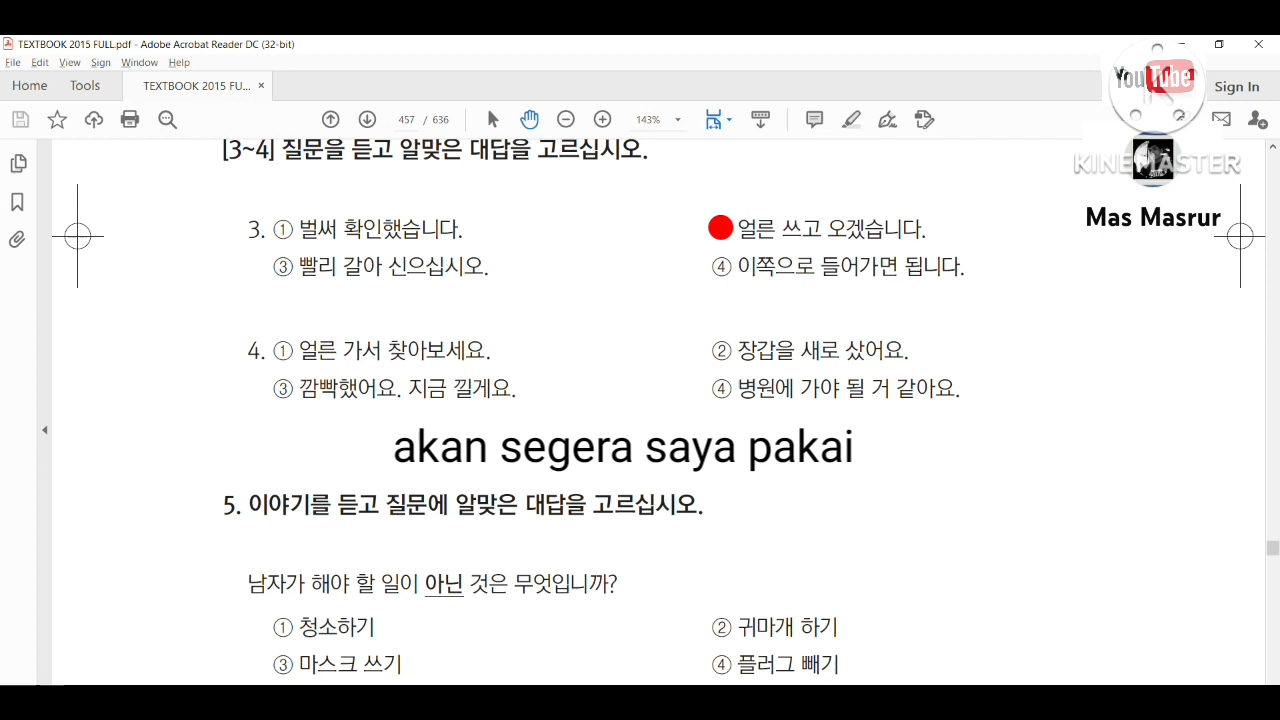 TEXTBOOK 2015 FULL.pdf - Adobe Acrobat Reader DC (32-bit)
File Edit View Sign Window Help
Home Tools TEXTBOOK 2015 FU... × Sign In
YouTube
457 / 636 143%
KINEMASTER
Mas Masrur
[3~4] 질문을 듣고 알맞은 대답을 고르십시오.
3. ① 벌써 확인했습니다. 얼른 쓰고 오겠습니다.
③ 빨리 갈아 신으십시오. ④ 이쪽으로 들어가면 됩니다.
4. ① 얼른 가서 찾아보세요. ② 장갑을 새로 샀어요.
③ 깜빡했어요. 지금 낄게요. ④ 병원에 가야 될 거 같아요.
akan segera saya pakai
5. 이야기를 듣고 질문에 알맞은 대답을 고르십시오.
남자가 해야 할 일이 아닌 것은 무엇입니까?
① 청소하기 ② 귀마개 하기
③ 마스크 쓰기 ④ 플러그 빼기